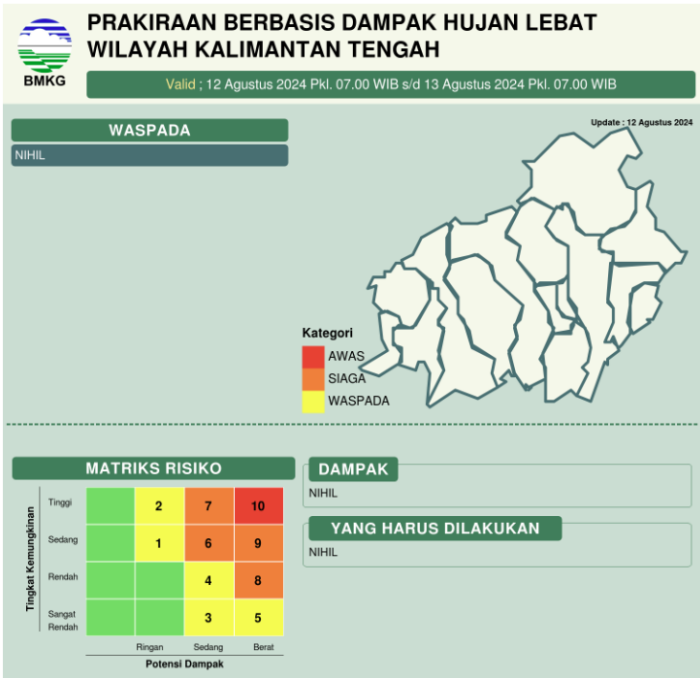 PRAKIRAAN BERBASIS DAMPAK HUJAN LEBAT
WILAYAH KALIMANTAN TENGAH
BMKG
Valid ; 12 Agustus 2024 Pkl. 07.00 WIB s/d 13 Agustus 2024 Pkl. 07.00 WIB
WASPADA
NIHIL
Update : 12 Agustus 2024
Kategori
AWAS
SIAGA
WASPADA
MATRIKS RISIKO
Tingkat Kemungkinan
Tinggi
2
7
10
Sedang
1
6
9
Rendah
4
8
Sangat
Rendah
3
5
Ringan
Sedang
Berat
Potensi Dampak
DAMPAK
NIHIL
YANG HARUS DILAKUKAN
NIHIL